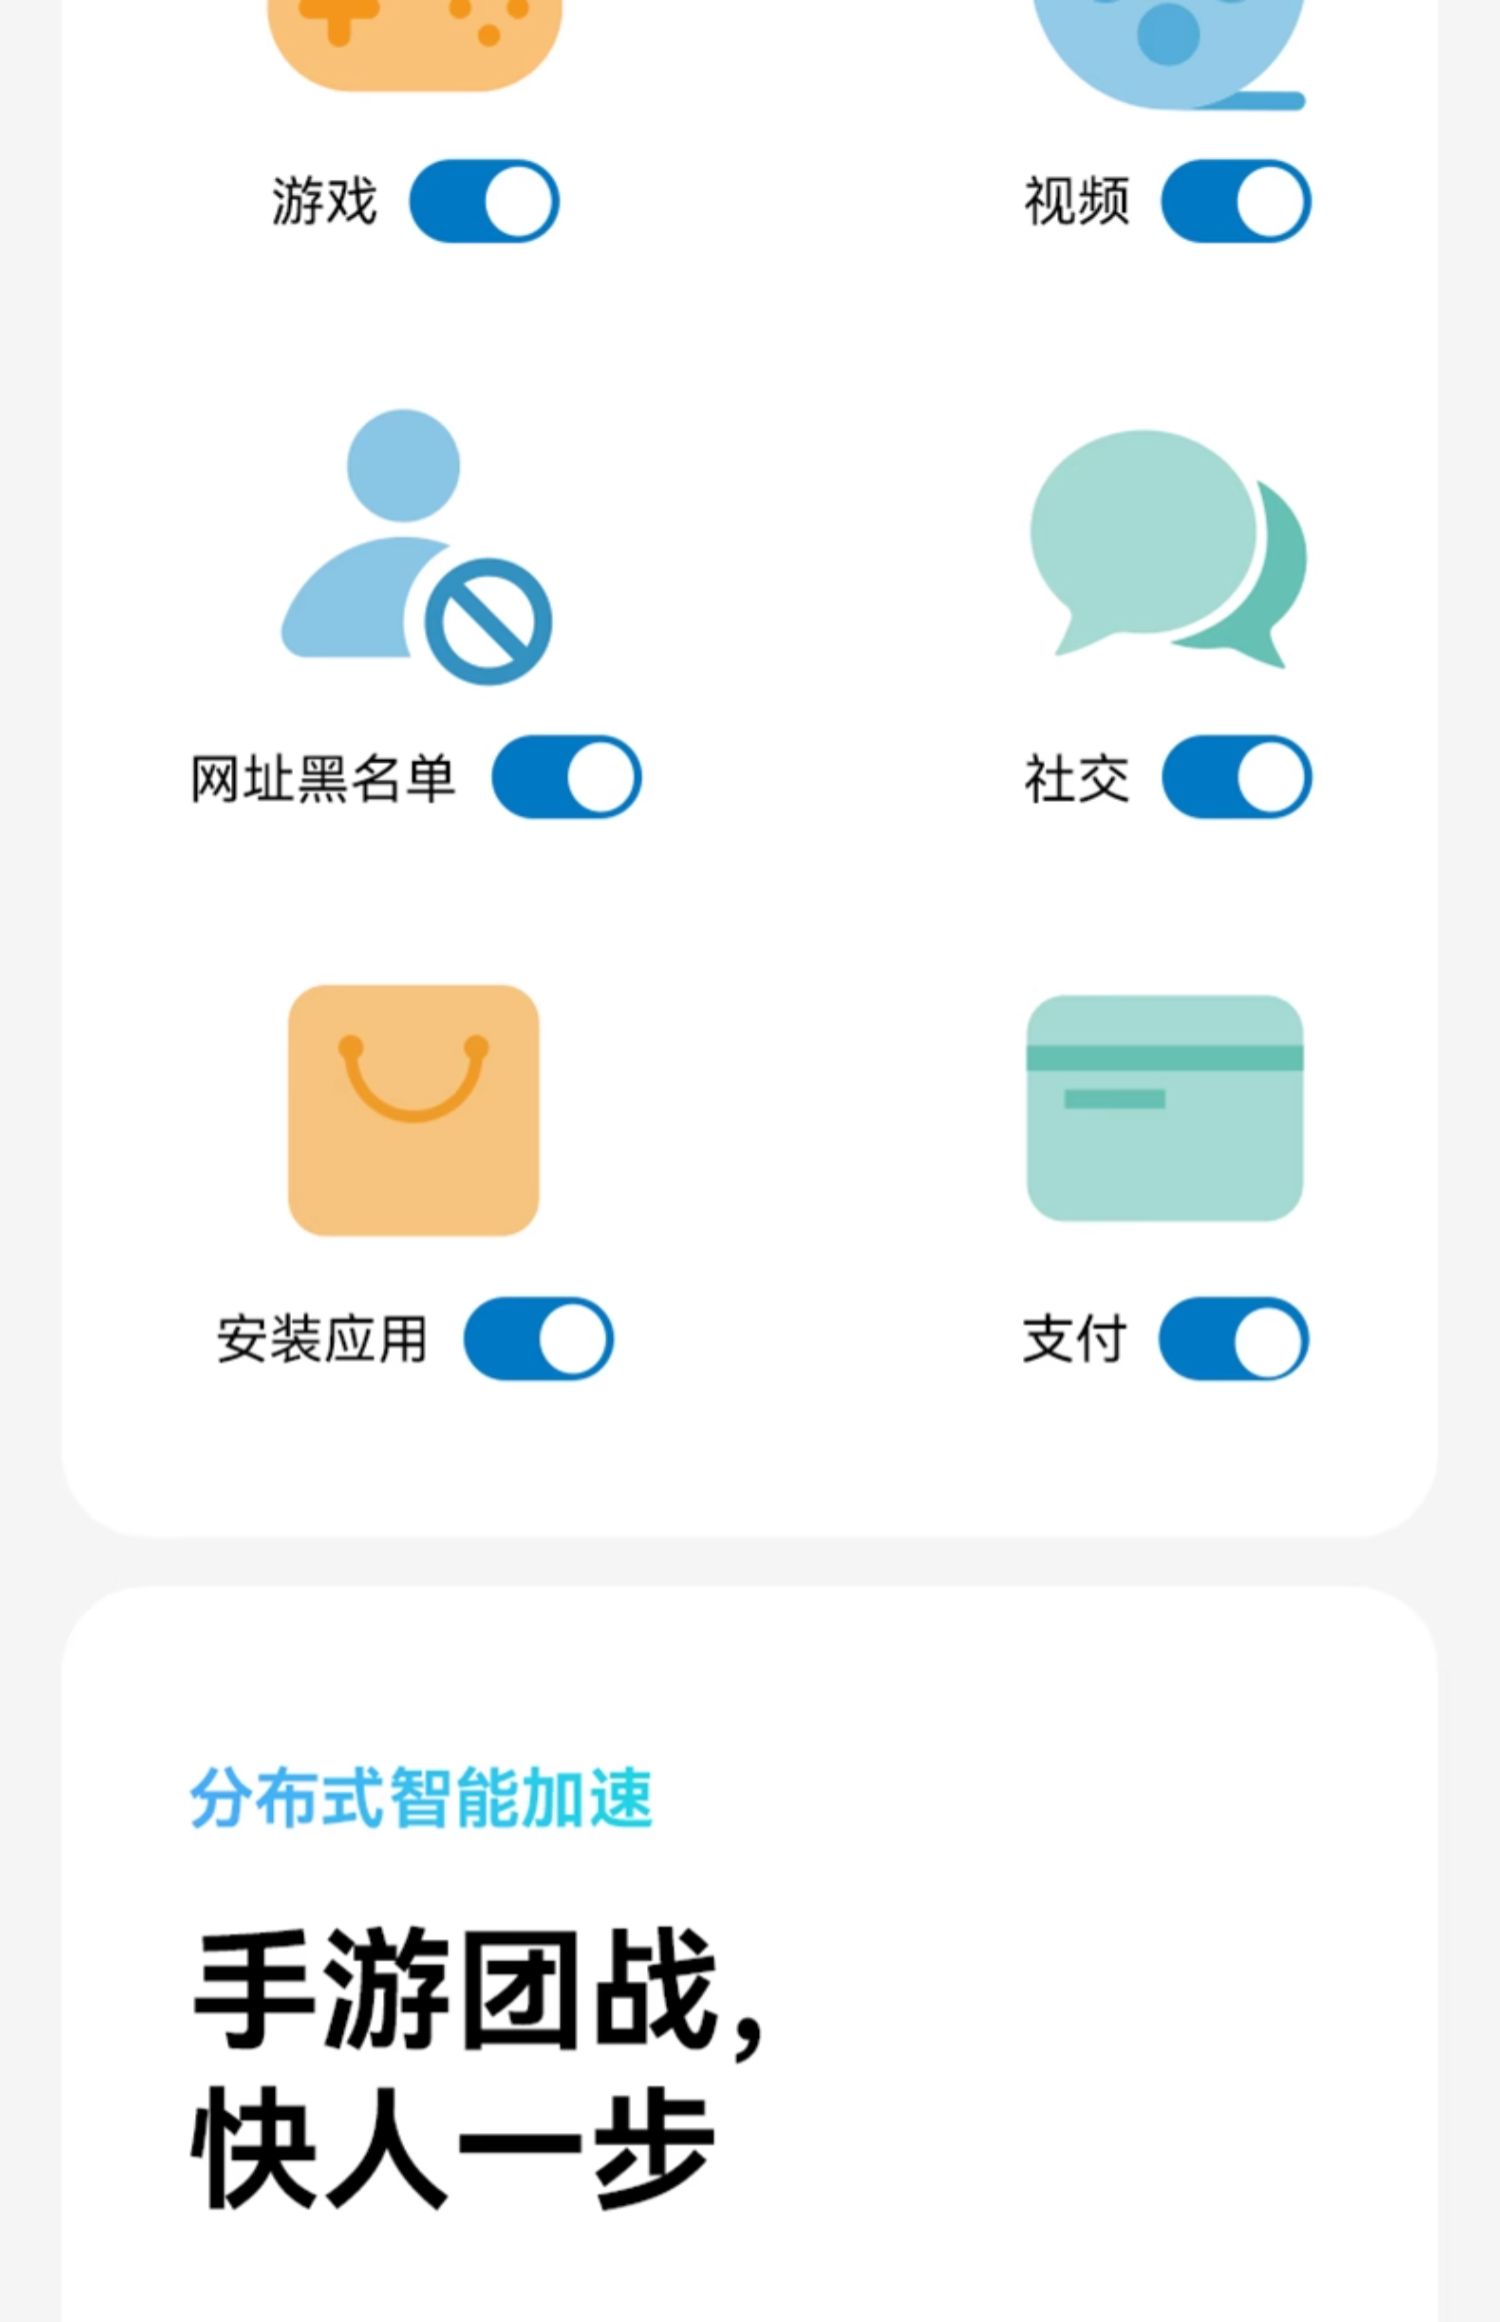 游戏
视频
网址黑名单
社交
安装应用
支付
分布式智能加速
手游团战,
快人一步